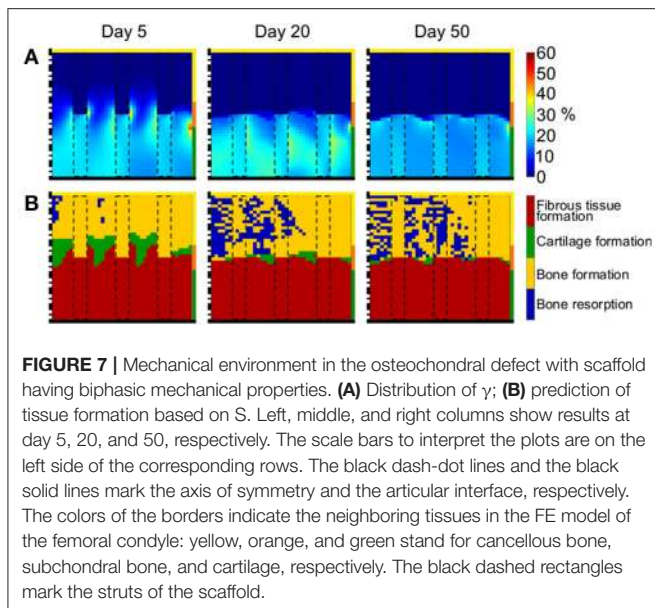 Day 5 Day 20 Day 50
A
60
50
40
30 %
20
10
0
B
Fibrous tissue
formation
Cartilage formation
Bone formation
Bone resorption
FIGURE 7 | Mechanical environment in the osteochondral defect with scaffold
having biphasic mechanical properties. (A) Distribution of γ; (B) prediction of
tissue formation based on S. Left, middle, and right columns show results at
day 5, 20, and 50, respectively. The scale bars to interpret the plots are on the
left side of the corresponding rows. The black dash-dot lines and the black
solid lines mark the axis of symmetry and the articular interface, respectively.
The colors of the borders indicate the neighboring tissues in the FE model of
the femoral condyle: yellow, orange, and green stand for cancellous bone,
subchondral bone, and cartilage, respectively. The black dashed rectangles
mark the struts of the scaffold.